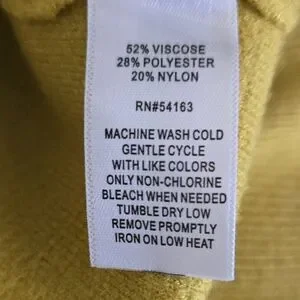 52% VISCOSE
28% POLYESTER
20% NYLON
RN#54163
MACHINE WASH COLD
GENTLE CYCLE
WITH LIKE COLORS
ONLY NON-CHLORINE
BLEACH WHEN NEEDED
TUMBLE DRY LOW
REMOVE PROMPTLY
IRON ON LOW HEAT